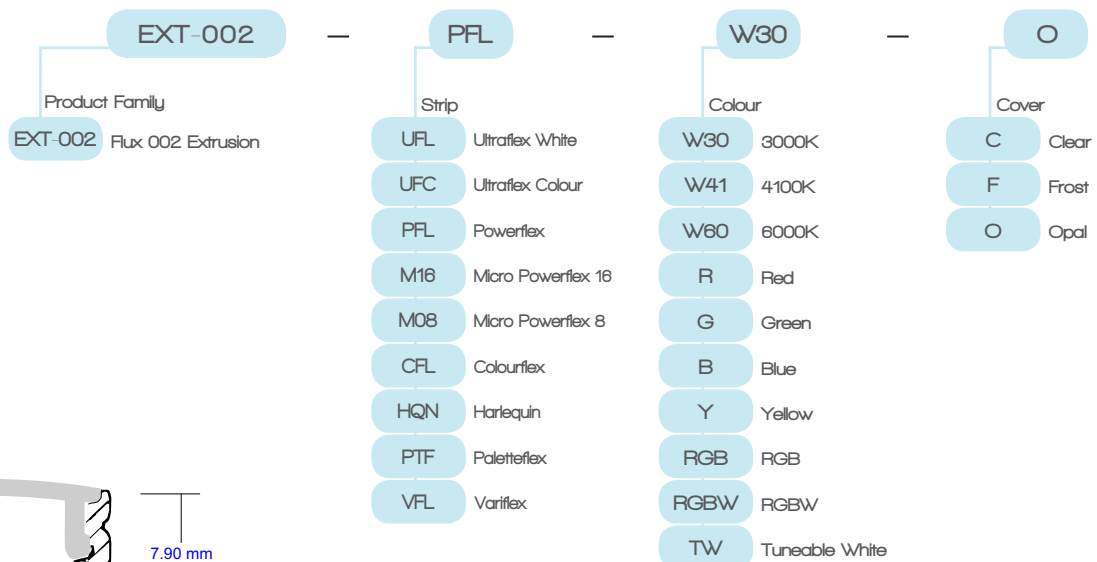 EXT-002 — PFL — W30 — O
Product Family
EXT-002 Flux 002 Extrusion
Strip
UFL Ultraflex White
UFC Ultraflex Colour
PFL Powerflex
M16 Micro Powerflex 16
M08 Micro Powerflex 8
CFL Colourflex
HQN Harlequin
PTF Paletteflex
VFL Variflex
Colour
W30 3000K
W41 4100K
W60 6000K
R Red
G Green
B Blue
Y Yellow
RGB RGB
RGBW RGBW
TW Tuneable White
Cover
C Clear
F Frost
O Opal
7.90 mm